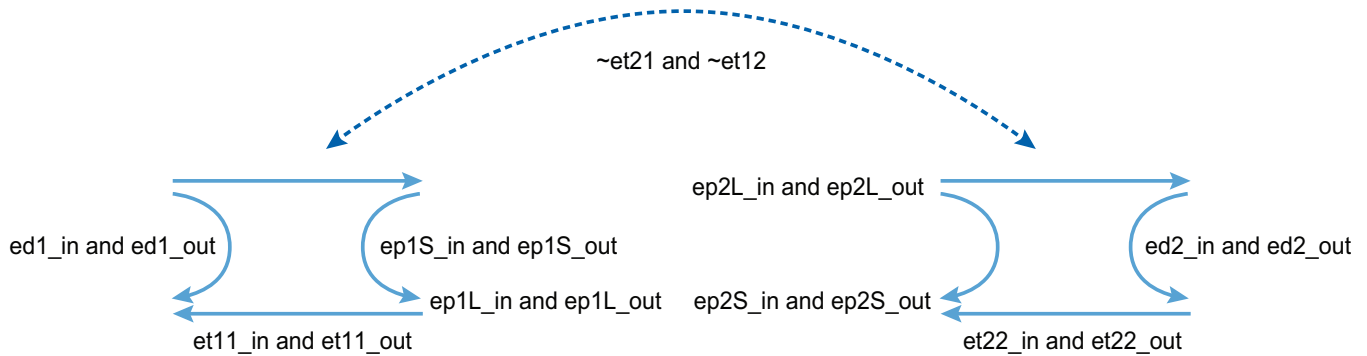 ~et21 and ~et12
ep2L_in and ep2L_out
ed1_in and ed1_out
ep1S_in and ep1S_out
ed2_in and ed2_out
ep1L_in and ep1L_out
ep2S_in and ep2S_out
et11_in and et11_out
et22_in and et22_out